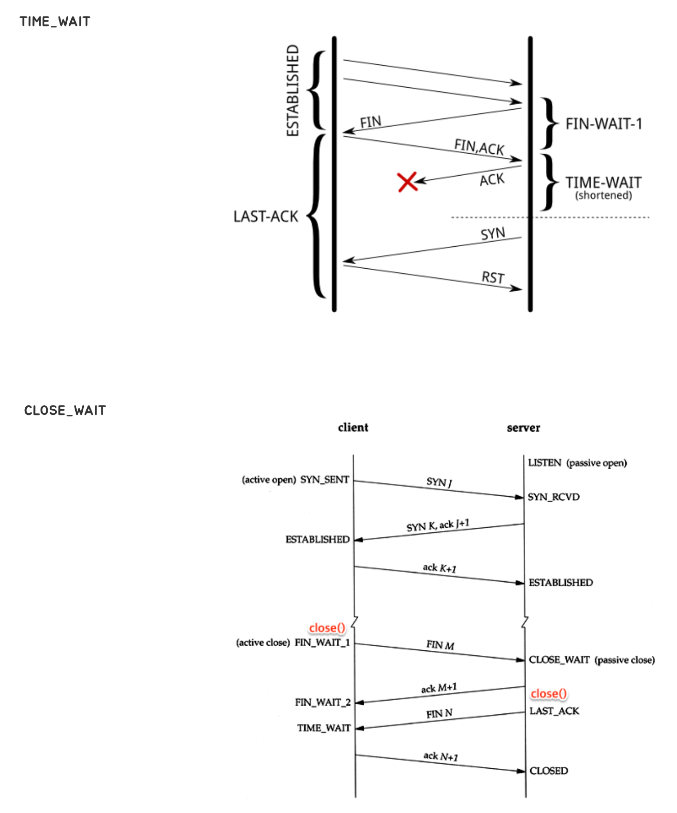 TIME_WAIT
ESTABLISHED
FIN
FIN-WAIT-1
FIN,ACK
ACK
TIME-WAIT
(shortened)
LAST-ACK
SYN
RST
CLOSE_WAIT
client
server
LISTEN (passive open)
(active open) SYN_SENT
SYN J
SYN_RCVD
SYN K, ack J+1
ESTABLISHED
ack K+1
ESTABLISHED
close()
(active close) FIN_WAIT_1
FIN M
CLOSE_WAIT (passive close)
ack M+1
close()
FIN_WAIT_2
FIN N
LAST_ACK
TIME_WAIT
ack N+1
CLOSED